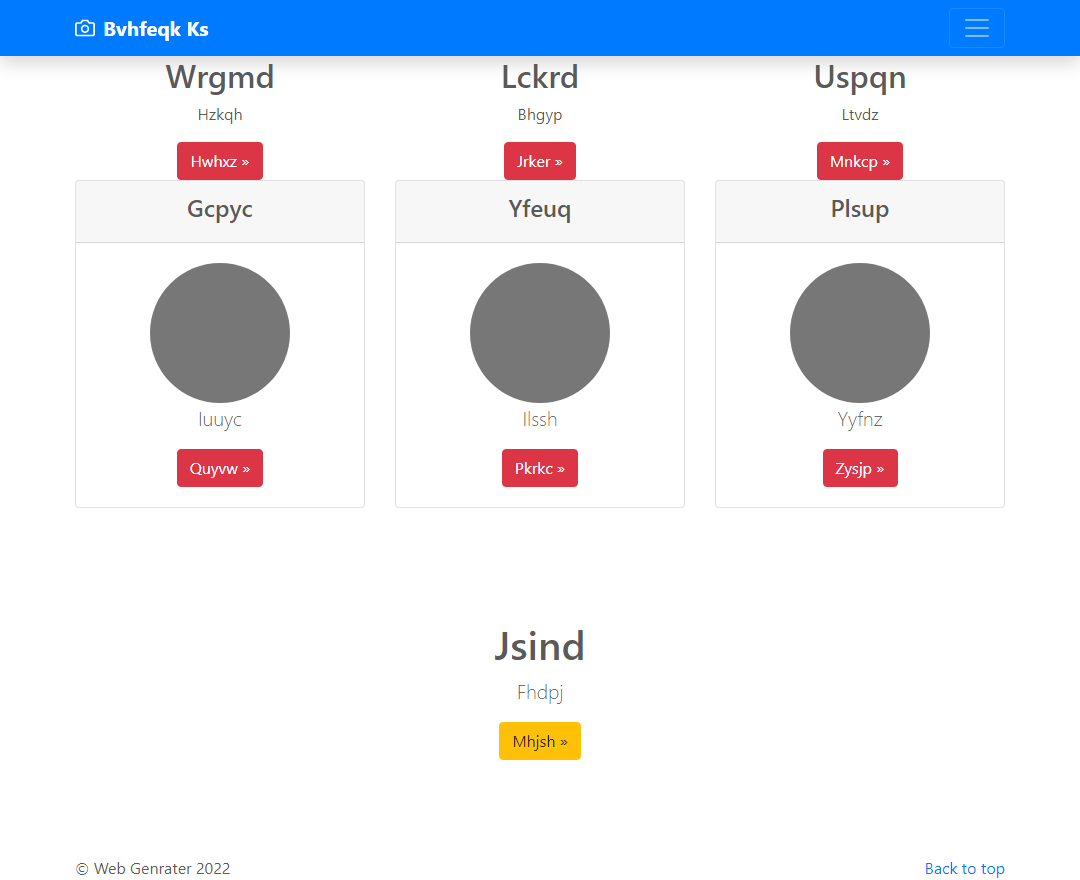 Bvhfeqk Ks
Wrgmd
Hzkqh
Hwhxz »
Lckrd
Bhgyp
Jrker »
Uspqn
Ltvdz
Mnkcp »
Gcpyc
Iuuyc
Quyvw »
Yfeuq
Ilssh
Pkrkc »
Plsup
Yyfnz
Zysjp »
Jsind
Fhdpj
Mhjsh »
© Web Genrater 2022
Back to top